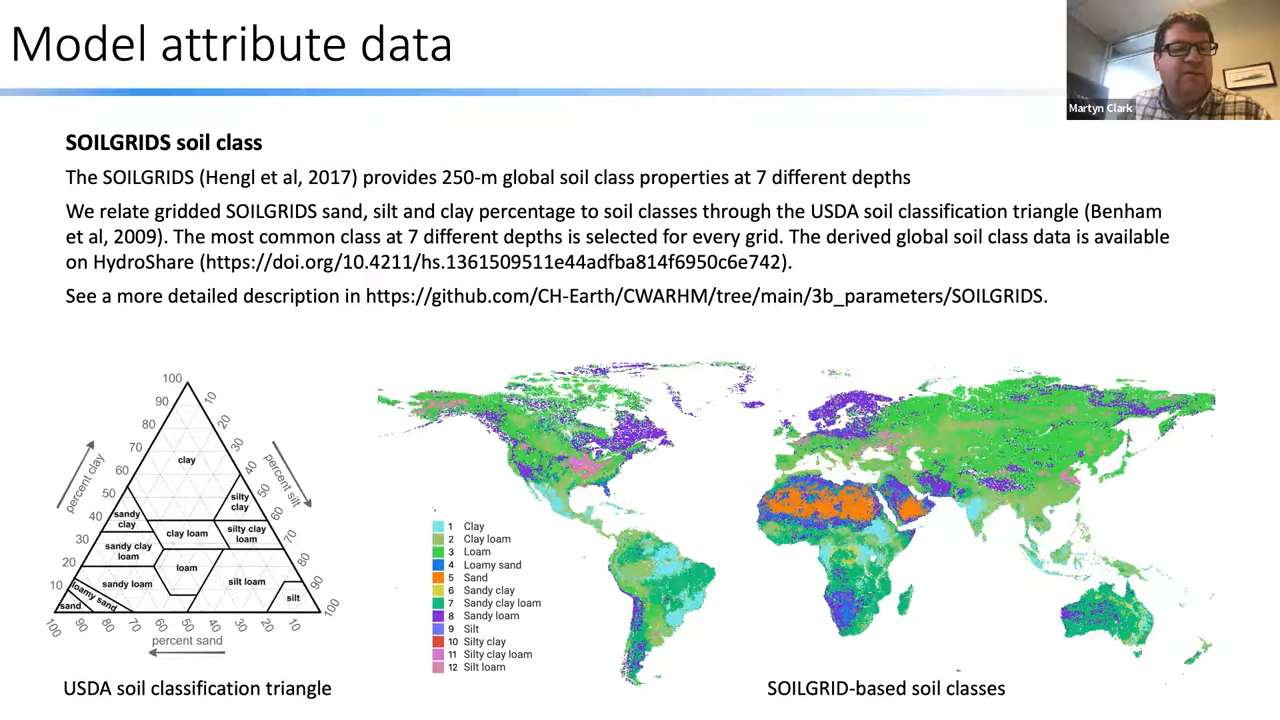 Model attribute data
Martyn Clark
SOILGRIDS soil class
The SOILGRIDS (Hengl et al, 2017) provides 250-m global soil class properties at 7 different depths
We relate gridded SOILGRIDS sand, silt and clay percentage to soil classes through the USDA soil classification triangle (Benham
et al, 2009). The most common class at 7 different depths is selected for every grid. The derived global soil class data is available
on HydroShare (https://doi.org/10.4211/hs.1361509511e44adfba814f6950c6e742).
See a more detailed description in https://github.com/CH-Earth/CWARHM/tree/main/3b_parameters/SOILGRIDS.
100
90
80
70
60
50
40
30
20
10
percent clay
10
20
30
40
50
60
70
80
90
100
percent silt
clay
silty
clay
sandy
clay
clay loam
silty clay
loam
sandy clay
loam
loam
silt loam
sandy loam
loamy sand
sand
silt
100
90
80
70
60
50
40
30
20
10
percent sand
USDA soil classification triangle
1 Clay
2 Clay loam
3 Loam
4 Loamy sand
5 Sand
6 Sandy clay
7 Sandy clay loam
8 Sandy loam
9 Silt
10 Silty clay
11 Silty clay loam
12 Silt loam
SOILGRID-based soil classes